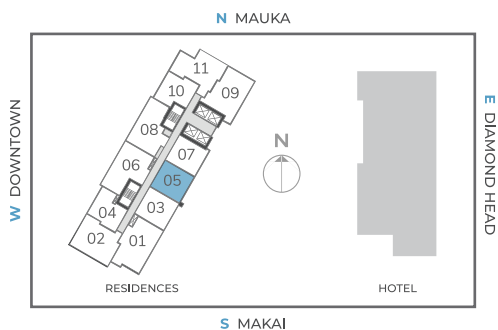 N MAUKA
W DOWNTOWN
E DIAMOND HEAD
11
10
09
08
07
06
05
04
03
02
01
N
RESIDENCES
HOTEL
S MAKAI